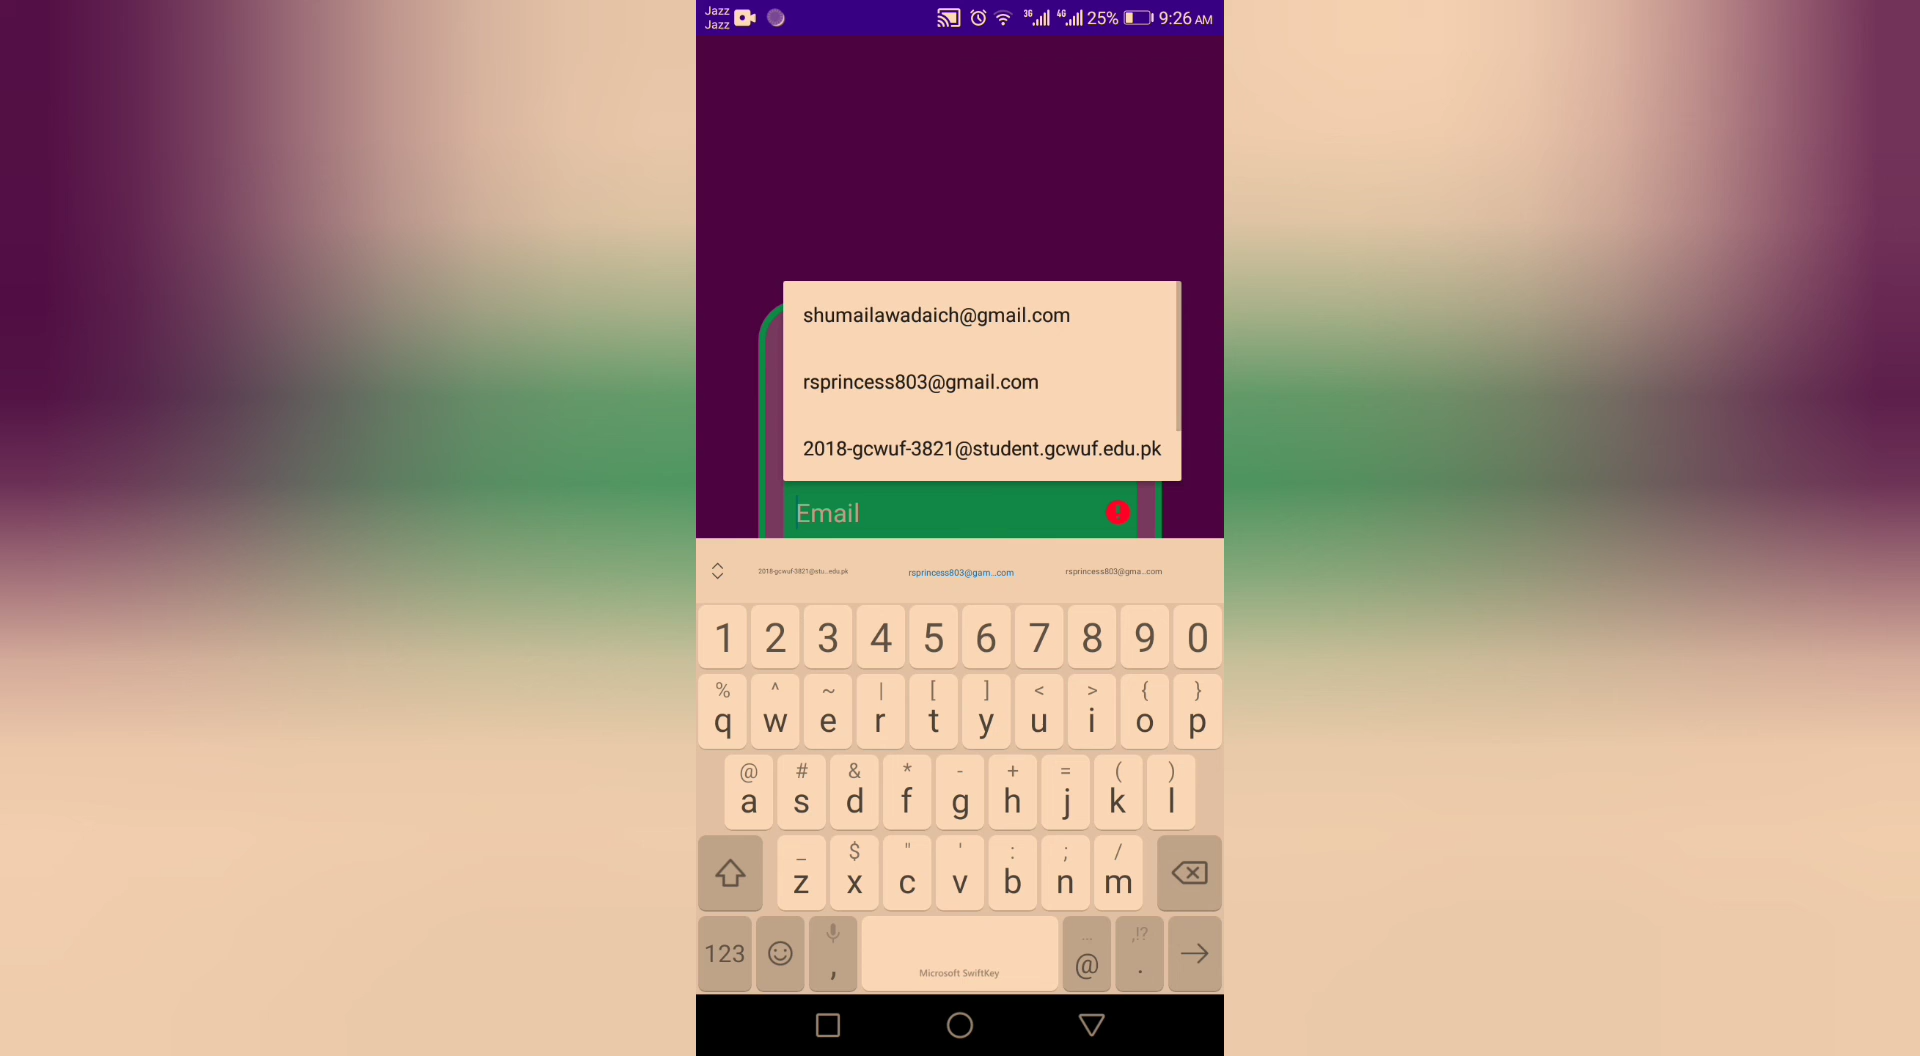 Jazz
Jazz
3G 4G 25% 9:26 AM
shumailawadaich@gmail.com
rsprincess803@gmail.com
2018-gcwuf-3821@student.gcwuf.edu.pk
Email
2018-gcwuf-3821@stu...edu.pk rsprincess803@gam...com rsprincess803@gma...com
1 2 3 4 5 6 7 8 9 0
% ^ ~ | [ ] < > { }
q w e r t y u i o p
@ # & * - + = ( )
a s d f g h j k l
_ $ " ' : ; /
z x c v b n m
... ,!?
123 , Microsoft SwiftKey @ .